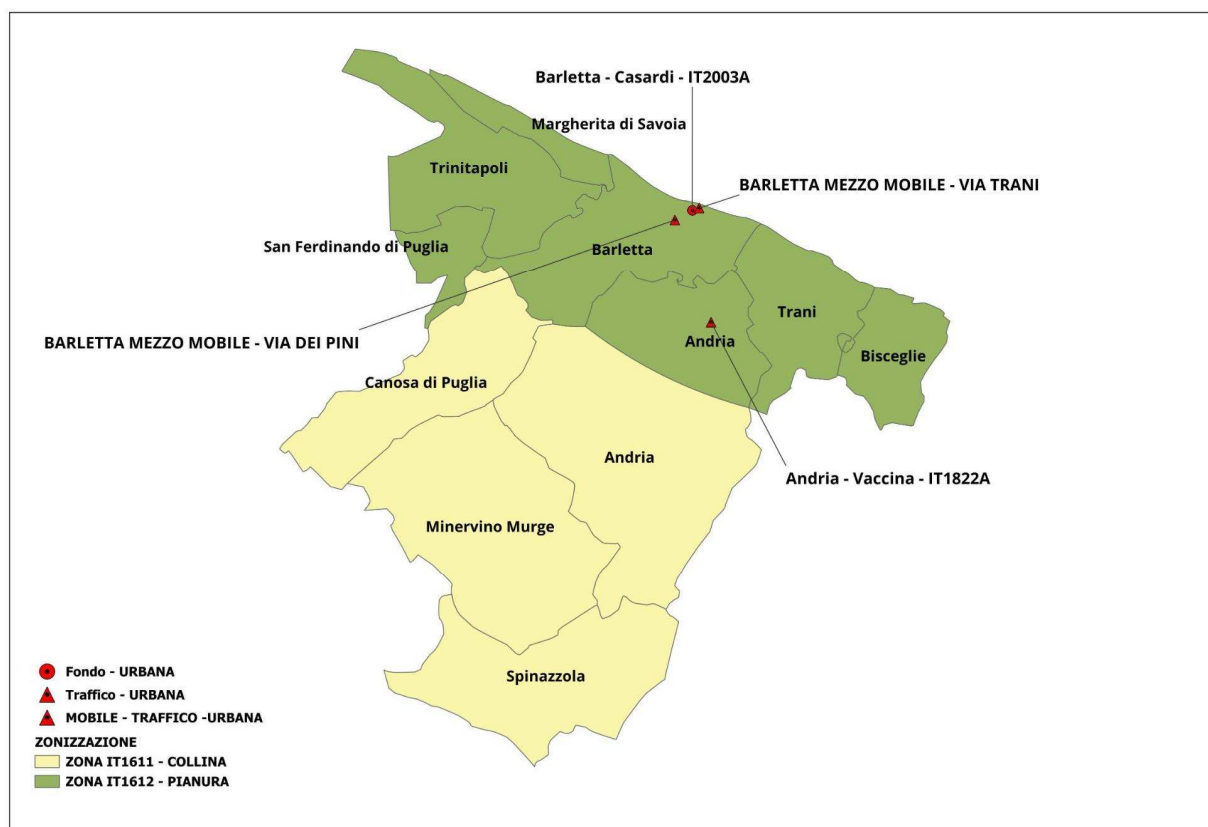 Barletta - Casardi - IT2003A
Margherita di Savoia
Trinitapoli
BARLETTA MEZZO MOBILE - VIA TRANI
San Ferdinando di Puglia
Barletta
Trani
BARLETTA MEZZO MOBILE - VIA DEI PINI
Andria
Bisceglie
Canosa di Puglia
Andria
Andria - Vaccina - IT1822A
Minervino Murge
Spinazzola
Fondo - URBANA
Traffico - URBANA
MOBILE - TRAFFICO -URBANA
ZONIZZAZIONE
ZONA IT1611 - COLLINA
ZONA IT1612 - PIANURA